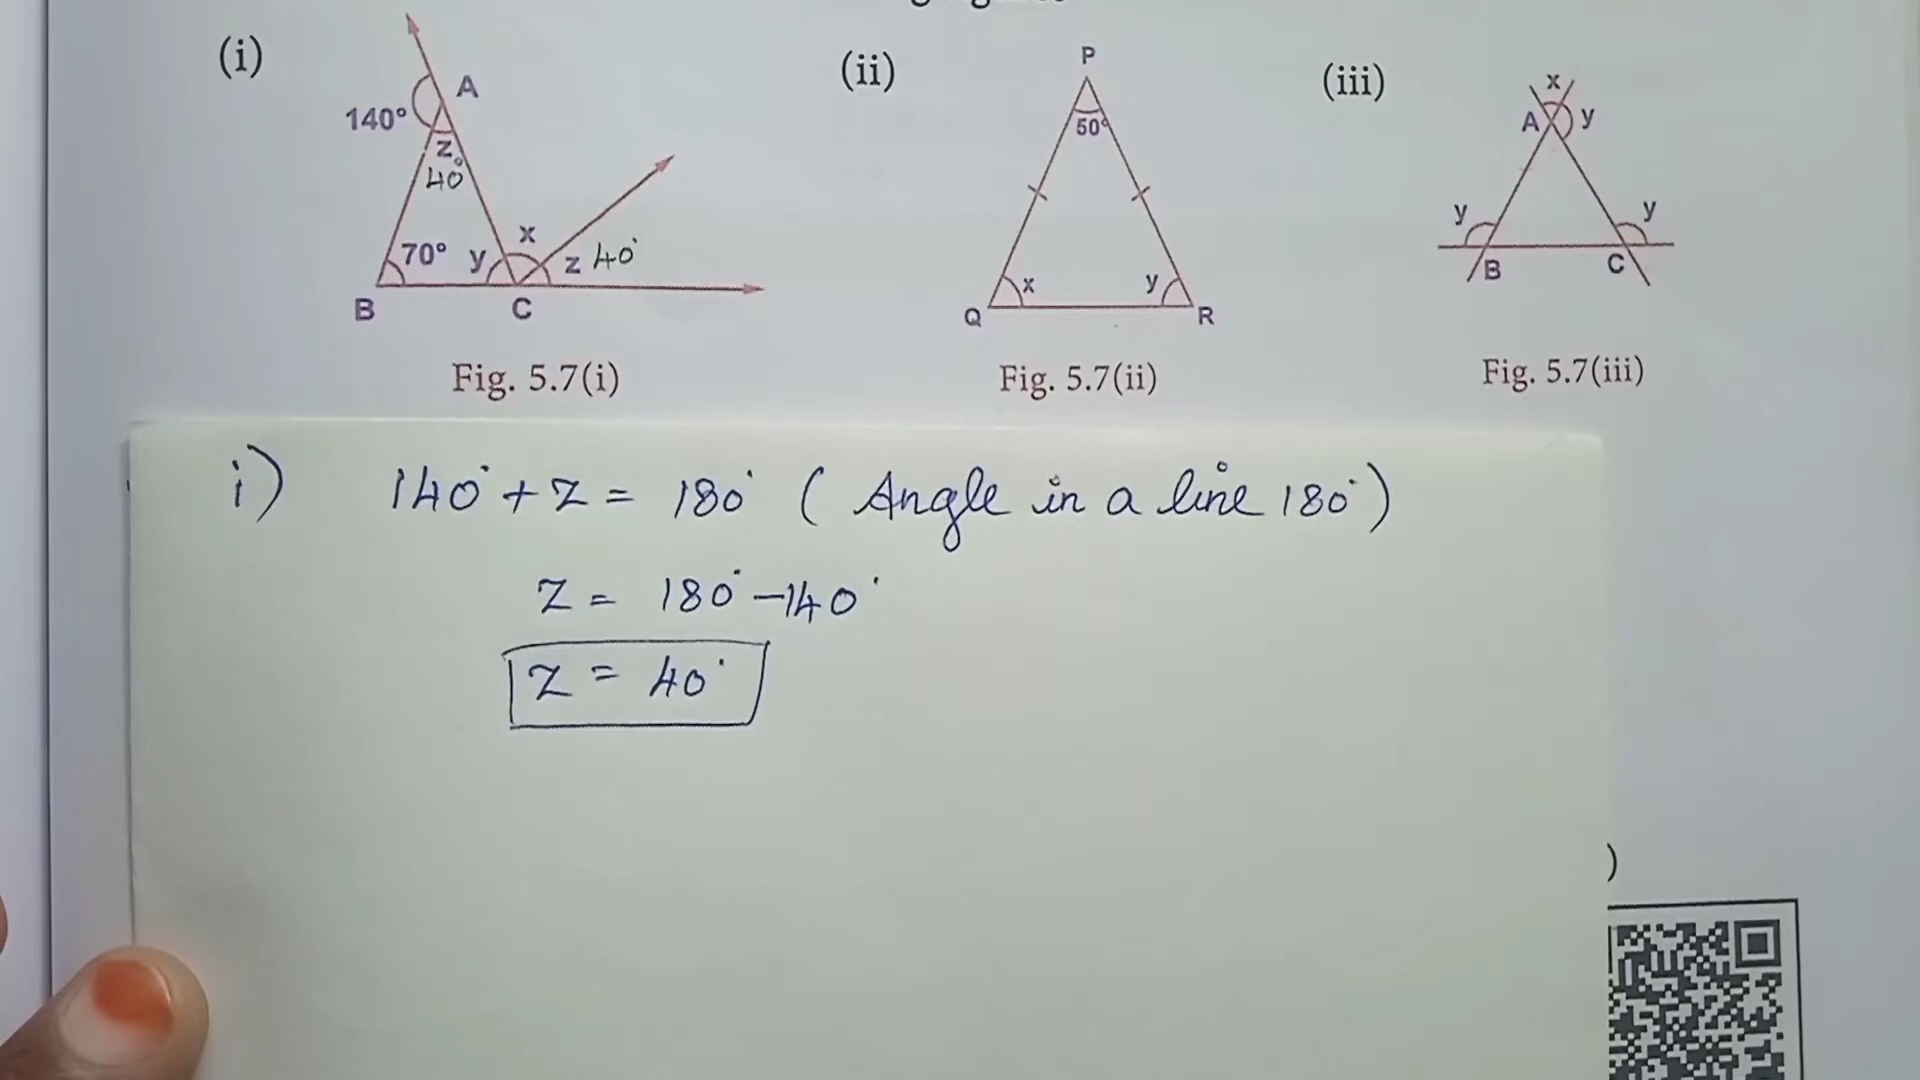 (i)
A
140°
z
40°
70°
y
x
z 40°
B
C
Fig. 5.7(i)
(ii)
P
50°
x
y
Q
R
Fig. 5.7(ii)
(iii)
x
A
y
y
y
B
C
Fig. 5.7(iii)
i) 140° + z = 180° ( Angle in a line 180°)
z = 180° - 140°
z = 40°
)